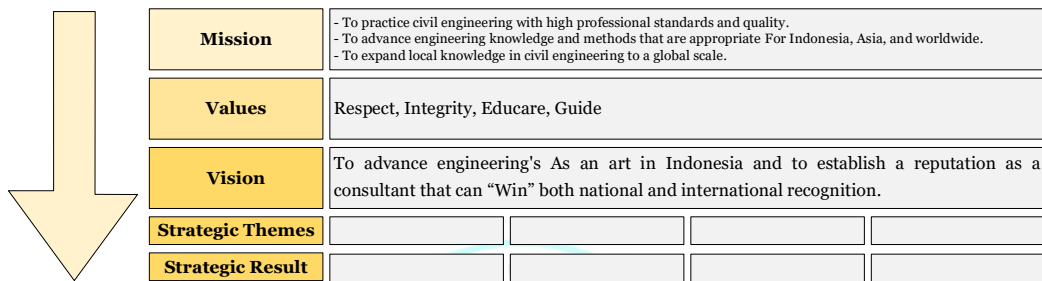 Mission
- To practice civil engineering with high professional standards and quality.
- To advance engineering knowledge and methods that are appropriate For Indonesia, Asia, and worldwide.
- To expand local knowledge in civil engineering to a global scale.
Values
Respect, Integrity, Educare, Guide
Vision
To advance engineering's As an art in Indonesia and to establish a reputation as a
consultant that can “Win” both national and international recognition.
Strategic Themes
Strategic Result